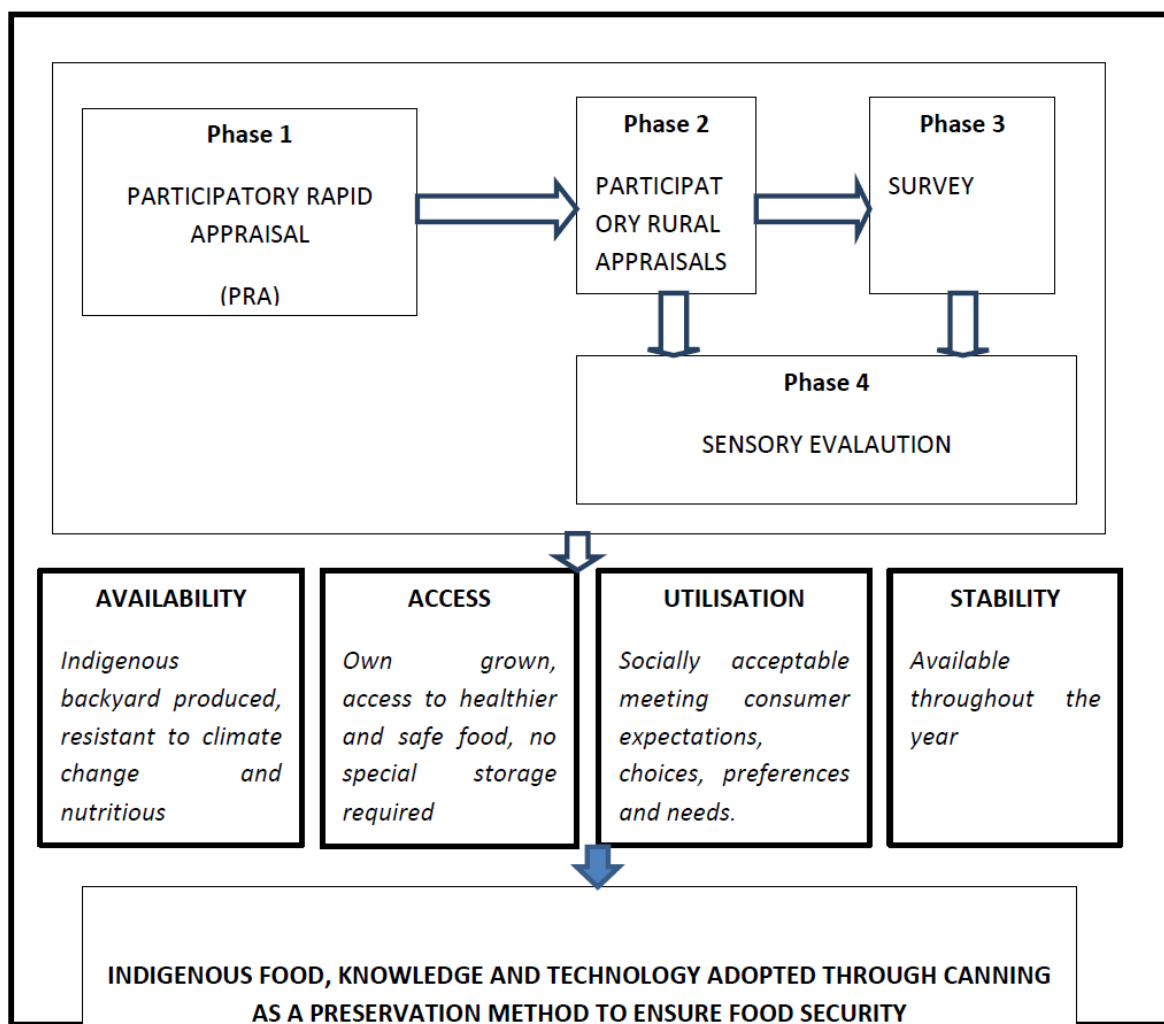 Phase 1
PARTICIPATORY RAPID
APPRAISAL
(PRA)
Phase 2
PARTICIPAT
ORY RURAL
APPRAISALS
Phase 3
SURVEY
Phase 4
SENSORY EVALAUTION
AVAILABILITY
Indigenous
backyard produced,
resistant to climate
change and
nutritious
ACCESS
Own grown,
access to healthier
and safe food, no
special storage
required
UTILISATION
Socially acceptable
meeting consumer
expectations,
choices, preferences
and needs.
STABILITY
Available
throughout the
year
INDIGENOUS FOOD, KNOWLEDGE AND TECHNOLOGY ADOPTED THROUGH CANNING
AS A PRESERVATION METHOD TO ENSURE FOOD SECURITY